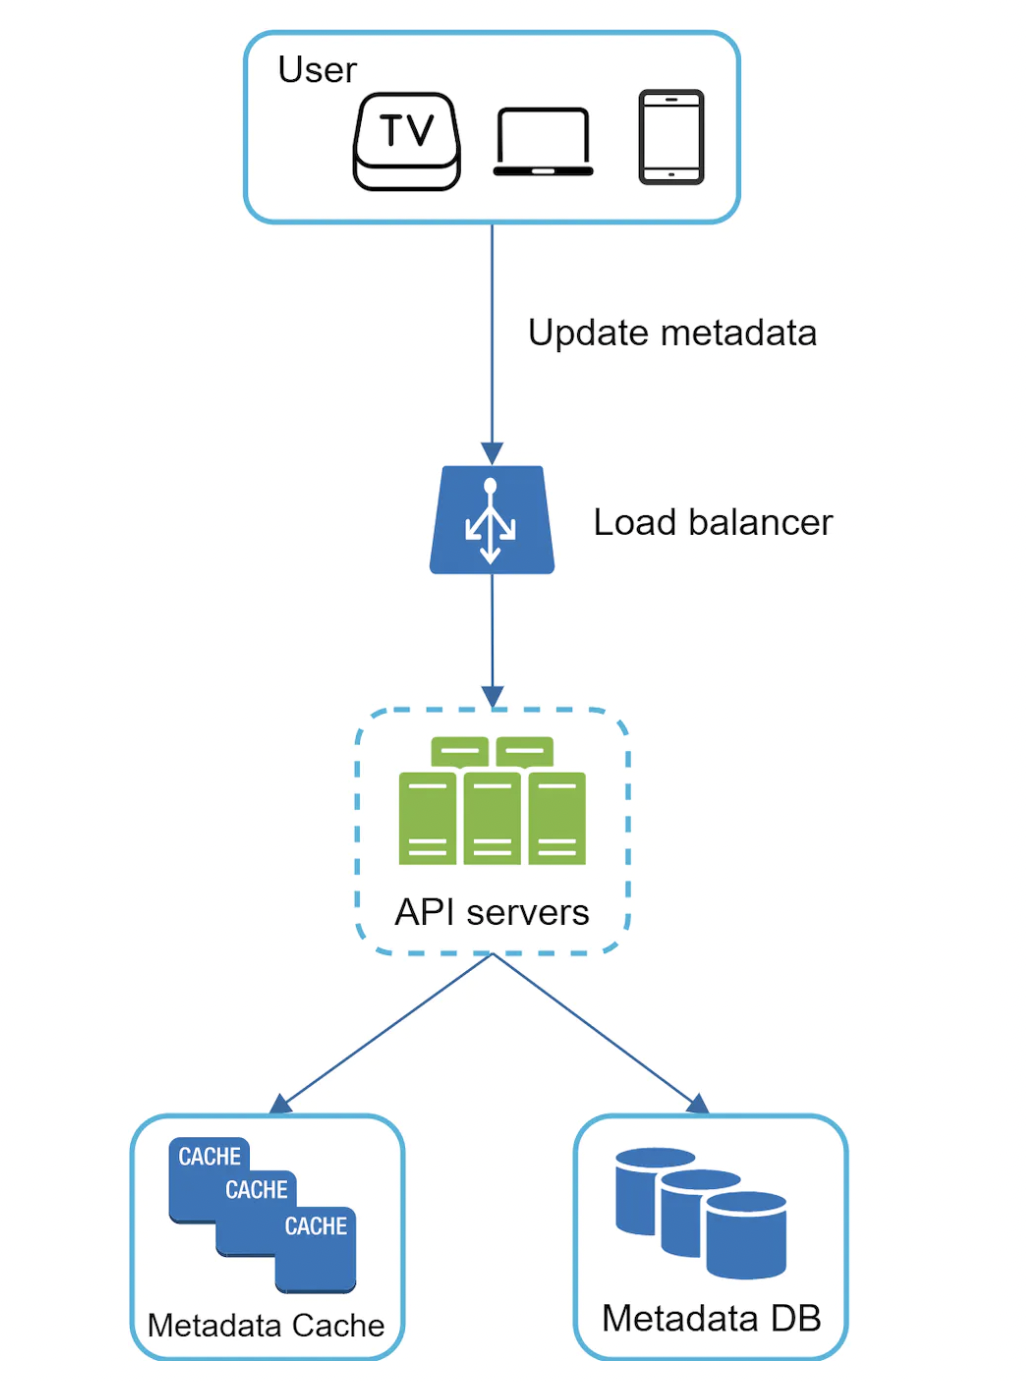 User
TV
Update metadata
Load balancer
API servers
CACHE
CACHE
CACHE
Metadata Cache
Metadata DB